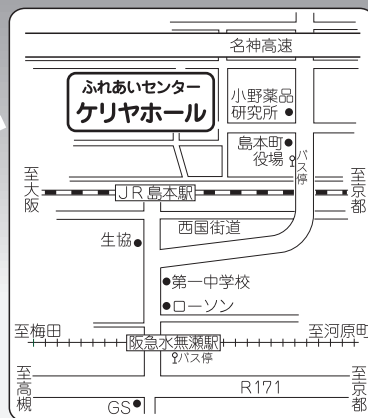 名神高速
ふれあいセンター
ケリヤホール
小野薬品
研究所
島本町
役場
バス停
至大阪
JR島本駅
至京都
西国街道
生協
第一中学校
ローソン
至梅田
阪急水無瀬駅
至河原町
バス停
至高槻
R171
至京都
GS